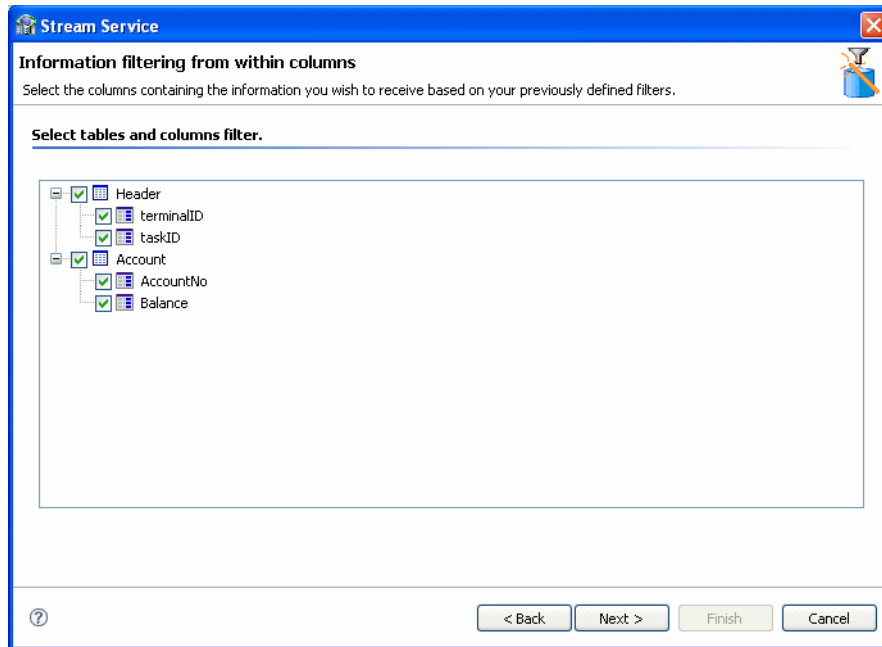 Stream Service
Information filtering from within columns
Select the columns containing the information you wish to receive based on your previously defined filters.
Select tables and columns filter.
Header
terminalID
taskID
Account
AccountNo
Balance
?
< Back Next > Finish Cancel